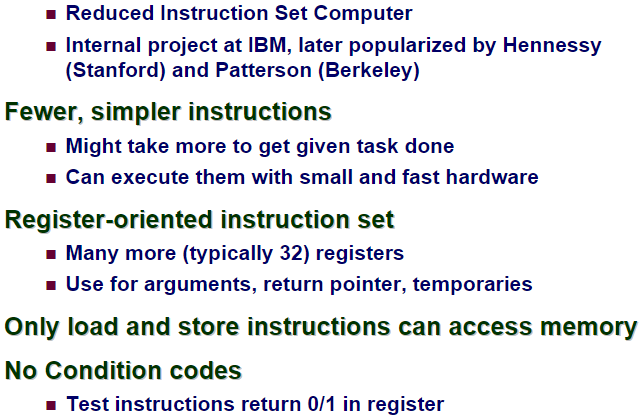 Reduced Instruction Set Computer
Internal project at IBM, later popularized by Hennessy
(Stanford) and Patterson (Berkeley)
Fewer, simpler instructions
Might take more to get given task done
Can execute them with small and fast hardware
Register-oriented instruction set
Many more (typically 32) registers
Use for arguments, return pointer, temporaries
Only load and store instructions can access memory
No Condition codes
Test instructions return 0/1 in register